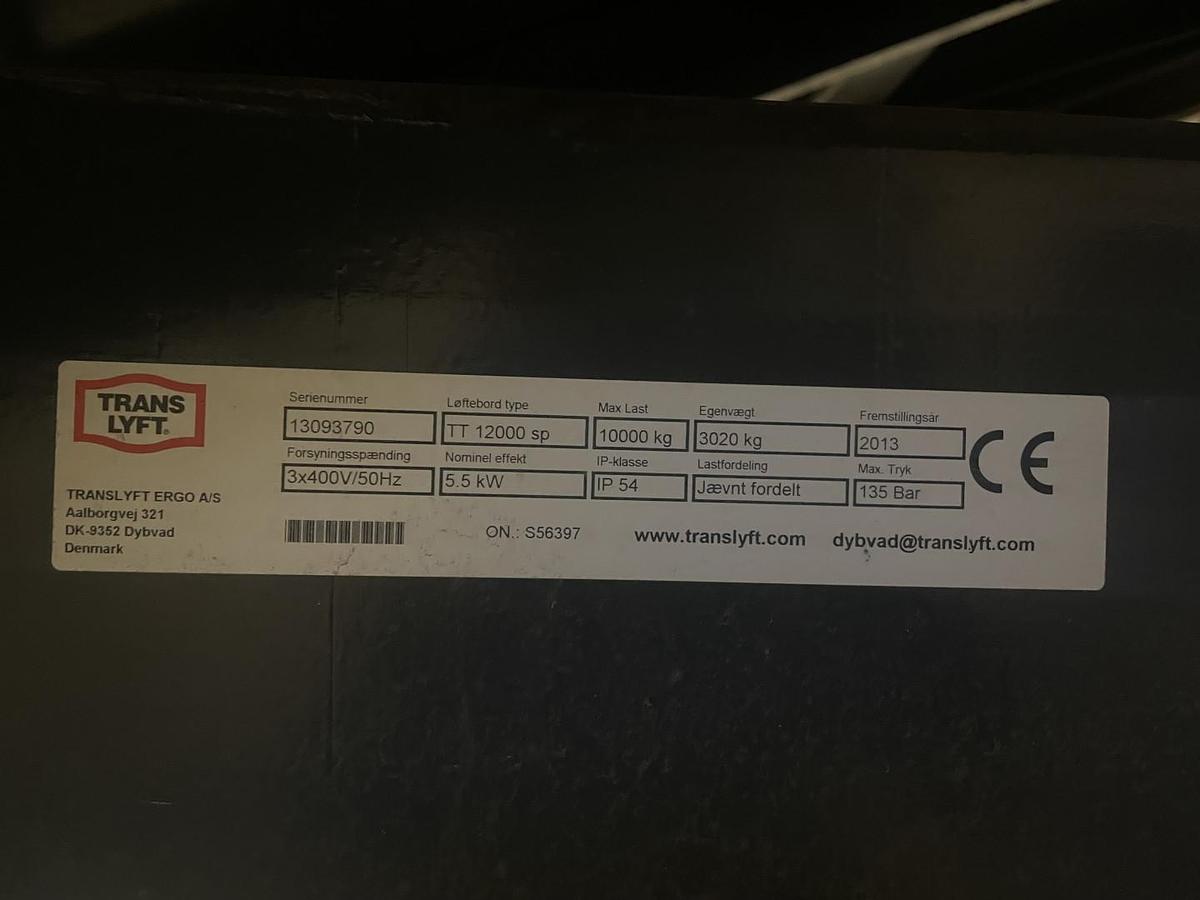 TRANS
LYFT®
TRANSLYFT ERGO A/S
Aalborgvej 321
DK-9352 Dybvad
Denmark
Serienummer Løftebord type Max Last Egenvægt Fremstillingsår
13093790 TT 12000 sp 10000 kg 3020 kg 2013
Forsyningsspænding Nominel effekt IP-klasse Lastfordeling Max. Tryk
3x400V/50Hz 5.5 kW IP 54 Jævnt fordelt 135 Bar
CE
ON.: S56397 www.translyft.com dybvad@translyft.com